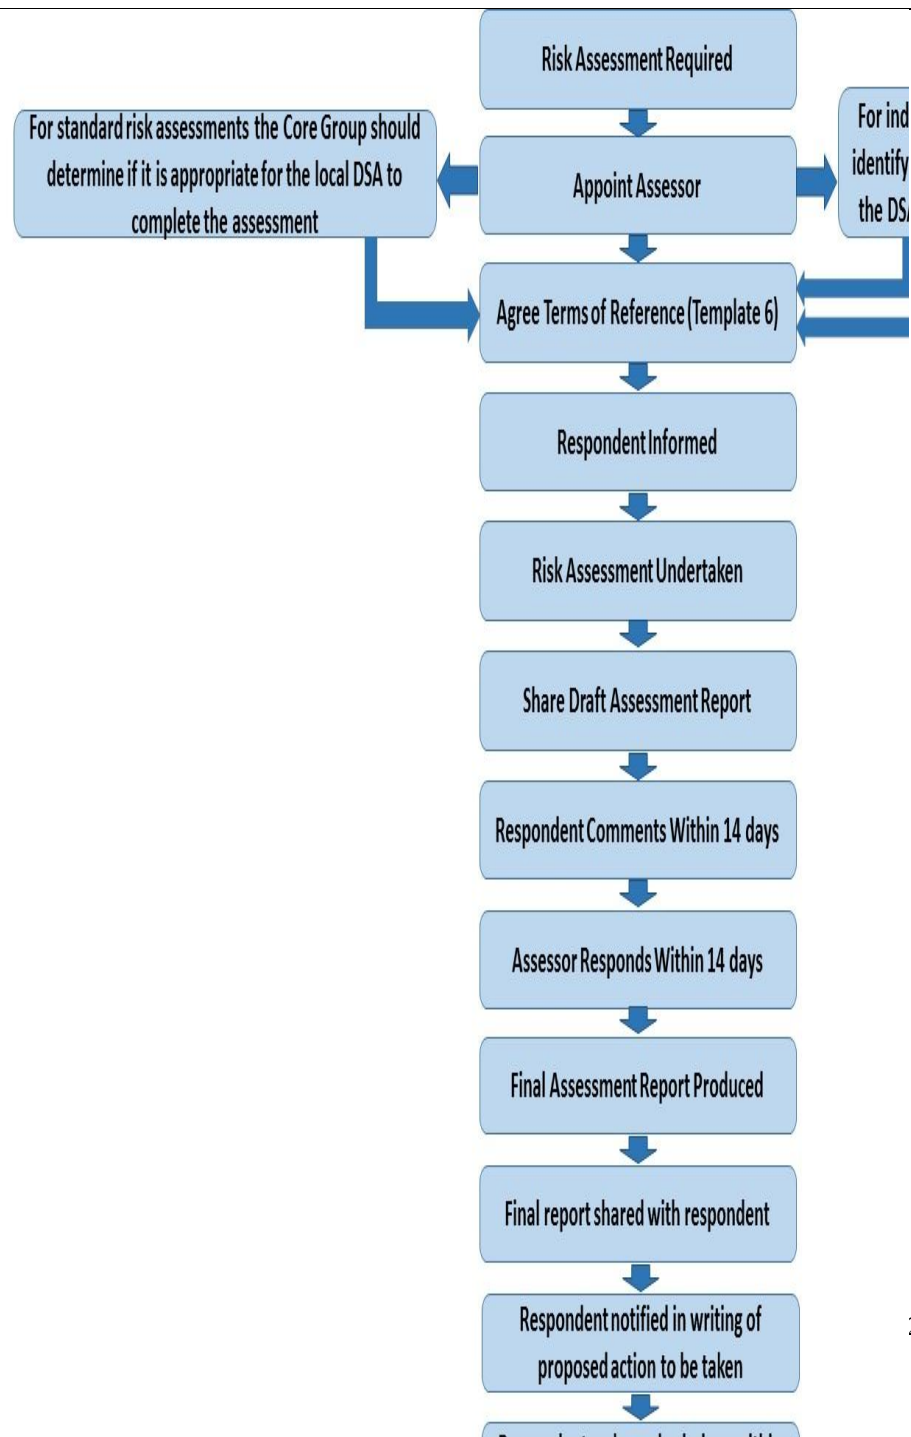 Risk Assessment Required
For standard risk assessments the Core Group should
determine if it is appropriate for the local DSA to
complete the assessment
Appoint Assessor
For
identify
the
Agree Terms of Reference (Template 6)
Respondent Informed
Risk Assessment Undertaken
Share Draft Assessment Report
Respondent Comments Within 14 days
Assessor Responds Within 14 days
Final Assessment Report Produced
Final report shared with respondent
Respondent notified in writing of
proposed action to be taken